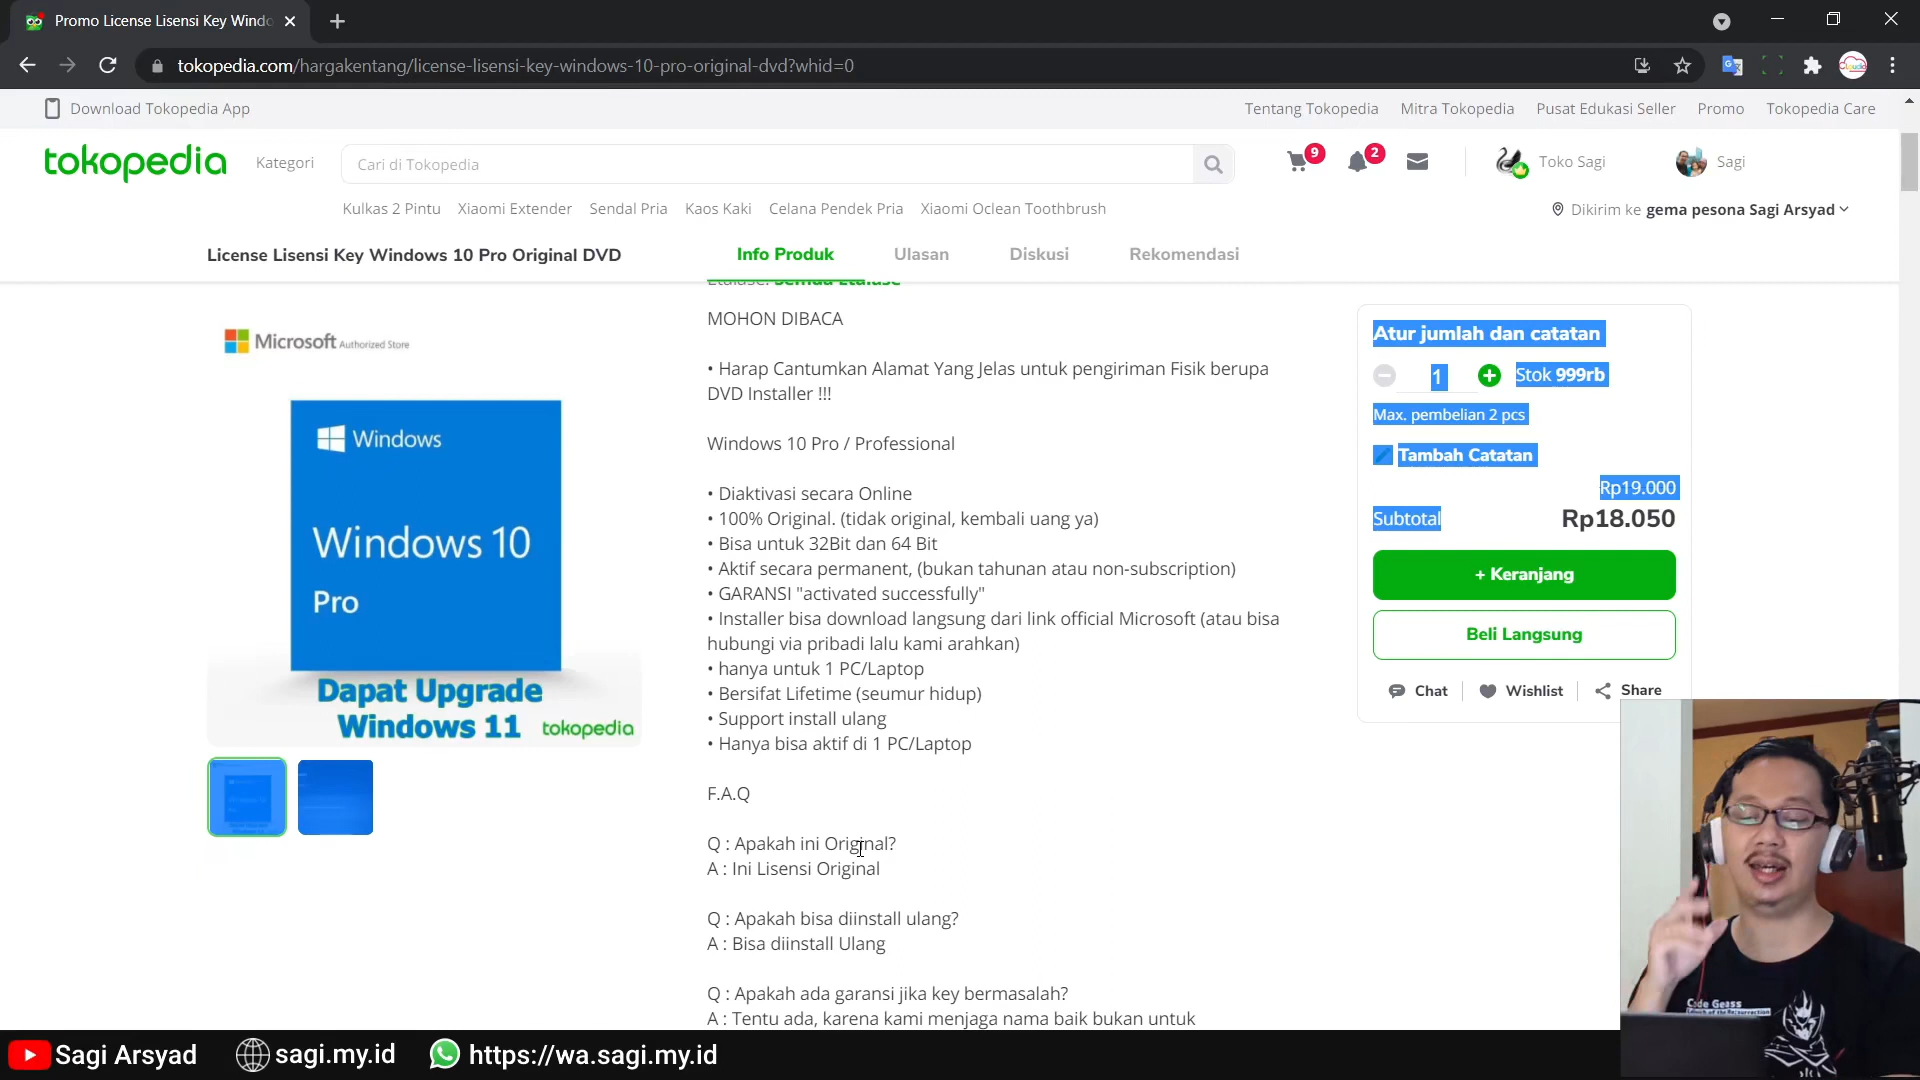 Promo License Lisensi Key Windo
tokopedia.com/hargakentang/license-lisensi-key-windows-10-pro-original-dvd?whid=0
Download Tokopedia App
Tentang Tokopedia
Mitra Tokopedia
Pusat Edukasi Seller
Promo
Tokopedia Care
tokopedia
Kategori
Cari di Tokopedia
9
2
Toko Sagi
Sagi
Kulkas 2 Pintu
Xiaomi Extender
Sendal Pria
Kaos Kaki
Celana Pendek Pria
Xiaomi Oclean Toothbrush
Dikirim ke gema pesona Sagi Arsyad
License Lisensi Key Windows 10 Pro Original DVD
Info Produk
Ulasan
Diskusi
Rekomendasi
Etalase: Semua Etalase
Microsoft Authorized Store
Windows
Windows 10
Pro
Dapat Upgrade
Windows 11
tokopedia
MOHON DIBACA
• Harap Cantumkan Alamat Yang Jelas untuk pengiriman Fisik berupa
DVD Installer !!!
Windows 10 Pro / Professional
• Diaktivasi secara Online
• 100% Original. (tidak original, kembali uang ya)
• Bisa untuk 32Bit dan 64 Bit
• Aktif secara permanent, (bukan tahunan atau non-subscription)
• GARANSI "activated successfully"
• Installer bisa download langsung dari link official Microsoft (atau bisa
hubungi via pribadi lalu kami arahkan)
• hanya untuk 1 PC/Laptop
• Bersifat Lifetime (seumur hidup)
• Support install ulang
• Hanya bisa aktif di 1 PC/Laptop
F.A.Q
Q : Apakah ini Original?
A : Ini Lisensi Original
Q : Apakah bisa diinstall ulang?
A : Bisa diinstall Ulang
Q : Apakah ada garansi jika key bermasalah?
A : Tentu ada, karena kami menjaga nama baik bukan untuk
Atur jumlah dan catatan
1
Stok 999rb
Max. pembelian 2 pcs
Tambah Catatan
Rp19.000
Subtotal
Rp18.050
+ Keranjang
Beli Langsung
Chat
Wishlist
Share
Code Geass
Sagi Arsyad
sagi.my.id
https://wa.sagi.my.id